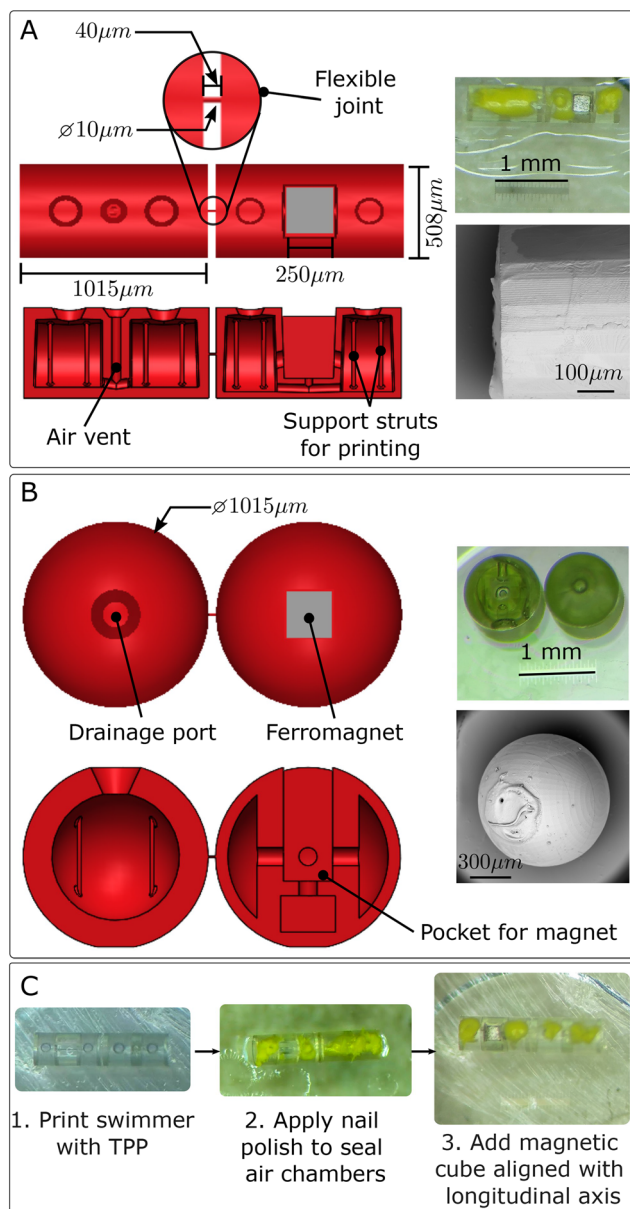 A
40μm
Flexible
joint
⌀10μm
1 mm
508μm
1015μm
250μm
100μm
Air vent
Support struts
for printing
B
⌀1015μm
1 mm
Drainage port
Ferromagnet
300μm
Pocket for magnet
C
1. Print swimmer
with TPP
2. Apply nail
polish to seal
air chambers
3. Add magnetic
cube aligned with
longitudinal axis